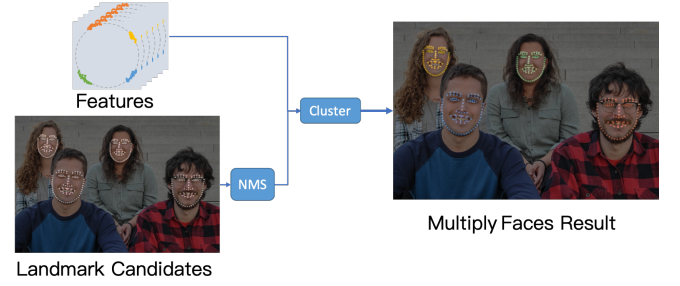 Features
Cluster
NMS
Multiply Faces Result
Landmark Candidates